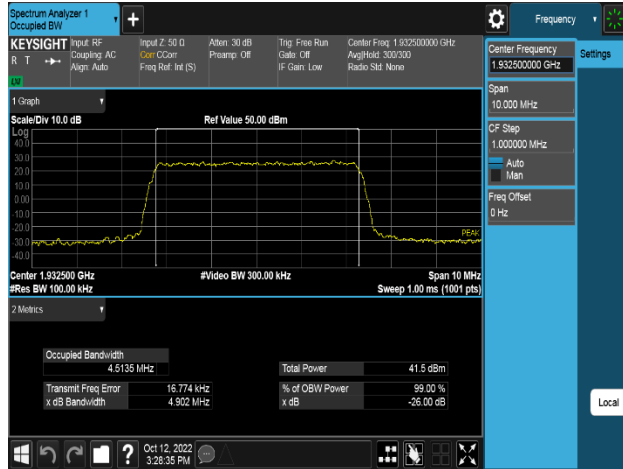 Spectrum Analyzer 1
Occupied BW
+
Frequency
KEYSIGHT
R T
Input: RF
Coupling: AC
Align: Auto
Input Z: 50 Ω
Corr CCorr
Freq Ref: Int (S)
Atten: 30 dB
Preamp: Off
Trig: Free Run
Gate: Off
IF Gain: Low
Center Freq: 1.932500000 GHz
Avg|Hold: 300/300
Radio Std: None
LXI
Center Frequency
1.932500000 GHz
Settings
Span
10.000 MHz
CF Step
1.000000 MHz
Auto
Man
Freq Offset
0 Hz
1 Graph
Scale/Div 10.0 dB
Ref Value 50.00 dBm
Log
40.0
30.0
20.0
10.0
0.00
-10.0
-20.0
-30.0
-40.0
PEAK
Center 1.932500 GHz
#Video BW 300.00 kHz
Span 10 MHz
#Res BW 100.00 kHz
Sweep 1.00 ms (1001 pts)
2 Metrics
Occupied Bandwidth
4.5135 MHz
Total Power
41.5 dBm
Transmit Freq Error
16.774 kHz
% of OBW Power
99.00 %
x dB Bandwidth
4.902 MHz
x dB
-26.00 dB
Local
?
Oct 12, 2022
3:28:35 PM